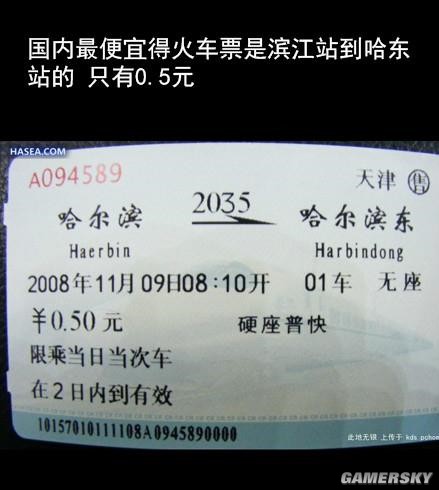 国内最便宜得火车票是滨江站到哈东
站的 只有0.5元
HASEA.COM
A094589
天津 售
哈尔滨 2035 哈尔滨东
Haerbin Harbindong
2008年11月09日08:10开 01车 无座
￥0.50元 硬座普快
限乘当日当次车
在2日内到有效
10157010111108A0945890000
此地无银 上传于 kds.pchome
GAMERSKY